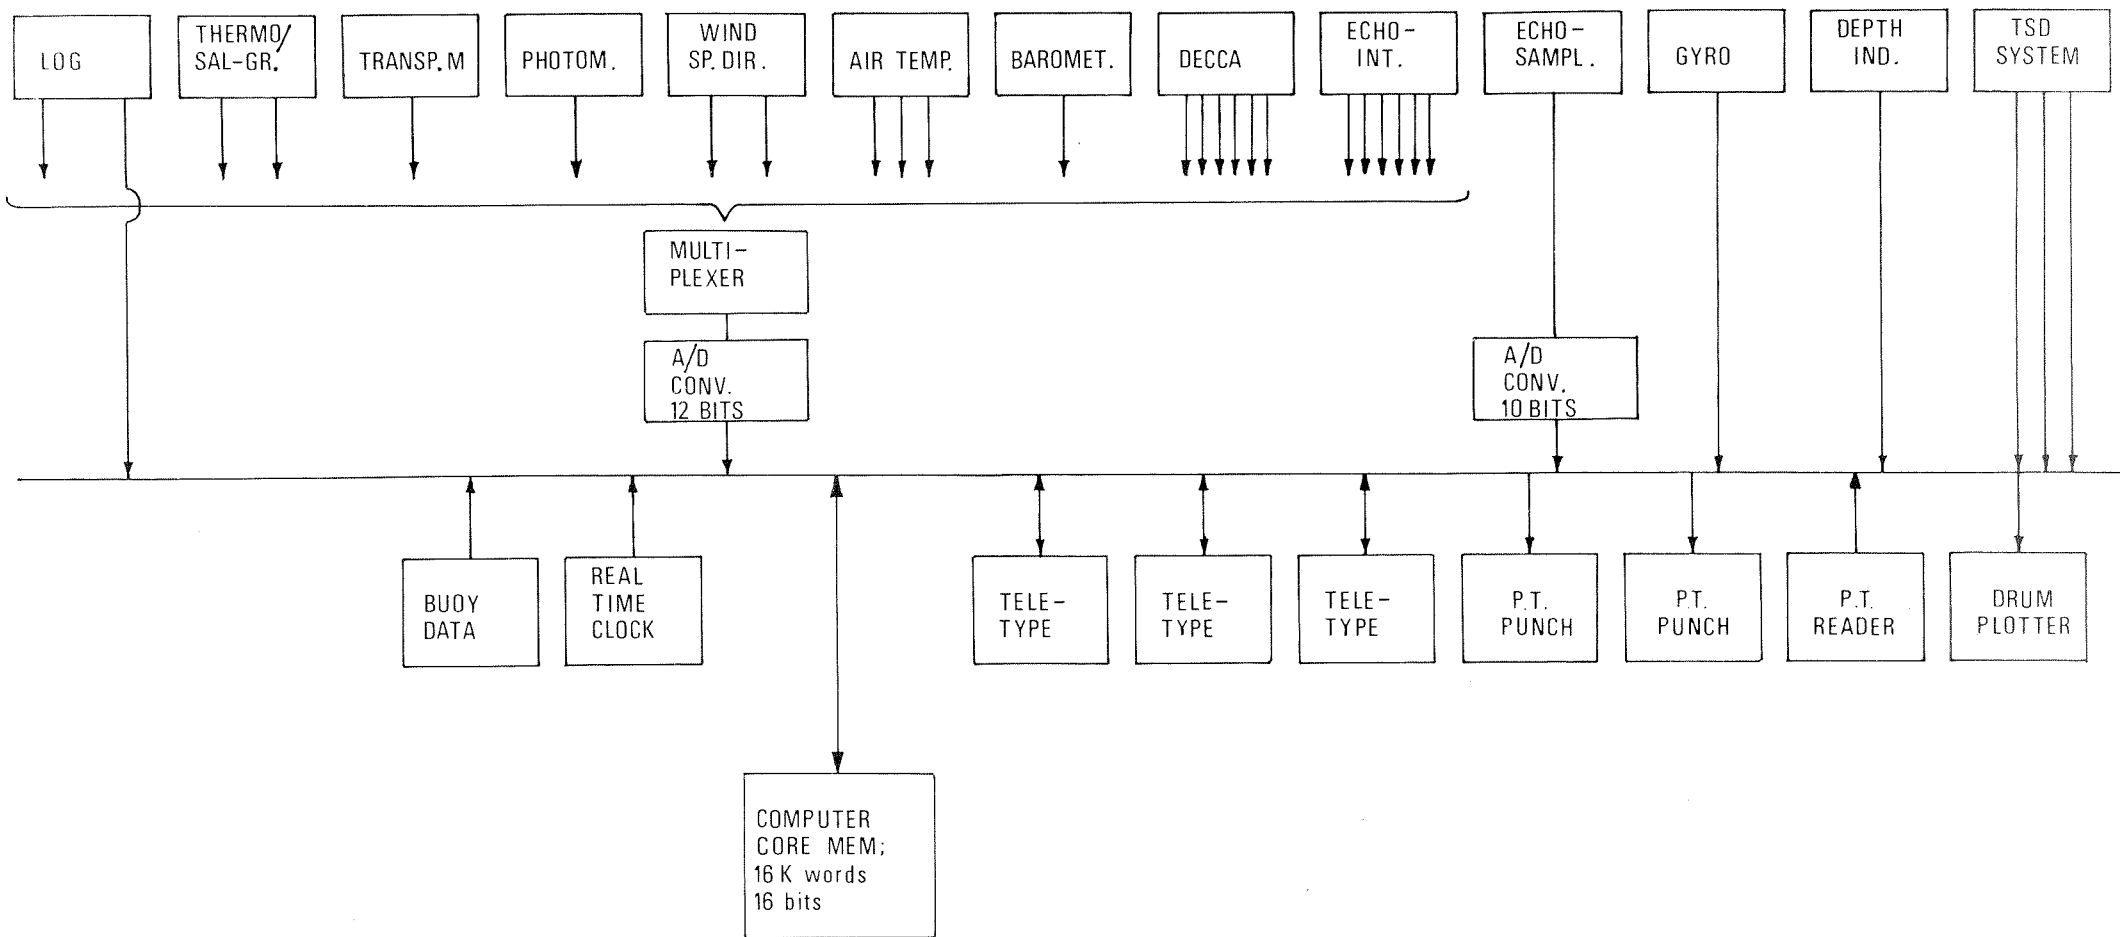 LOG
THERMO/
SAL-GR.
TRANSP.M
PHOTOM.
WIND
SP. DIR.
AIR TEMP.
BAROMET.
DECCA
ECHO-
INT.
ECHO-
SAMPL.
GYRO
DEPTH
IND.
TSD
SYSTEM
MULTI-
PLEXER
A/D
CONV.
12 BITS
A/D
CONV.
10 BITS
BUOY
DATA
REAL
TIME
CLOCK
TELE-
TYPE
TELE-
TYPE
TELE-
TYPE
P.T.
PUNCH
P.T.
PUNCH
P.T.
READER
DRUM
PLOTTER
COMPUTER
CORE MEM;
16 K words
16 bits